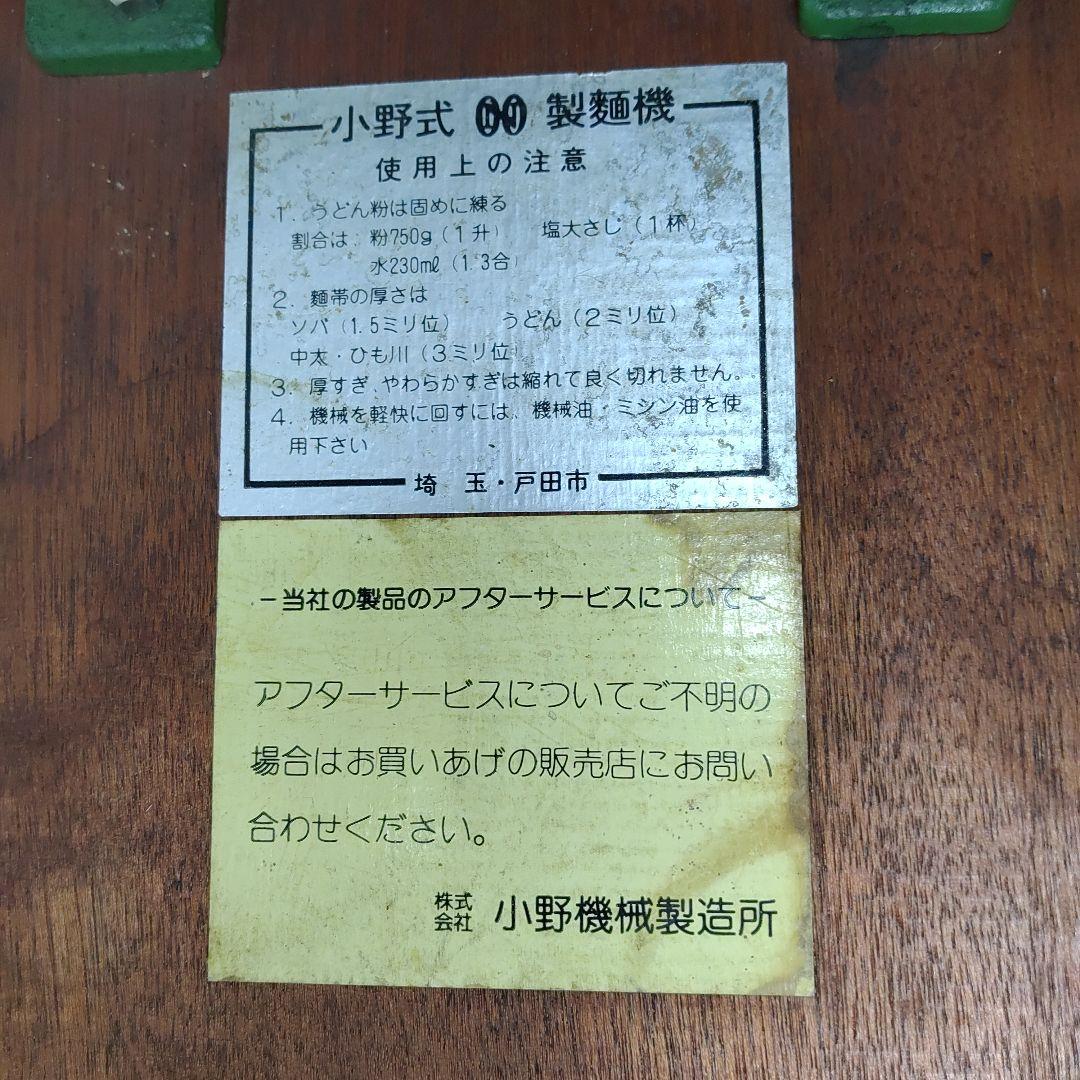 小野式 製麺機
使用上の注意
1. うどん粉は固めに練る
割合は 粉750g(1升) 塩大さじ(1杯)
水230mℓ(1.3合)
2. 麺帯の厚さは
ソバ(1.5ミリ位) うどん(2ミリ位)
中太・ひも川(3ミリ位)
3. 厚すぎ、やわらかすぎは縮れて良く切れません。
4. 機械を軽快に回すには、機械油・ミシン油を使
用下さい
埼 玉・戸田市
-当社の製品のアフターサービスについて-
アフターサービスについてご不明の
場合はお買いあげの販売店にお問い
合わせください。
株式会社 小野機械製造所